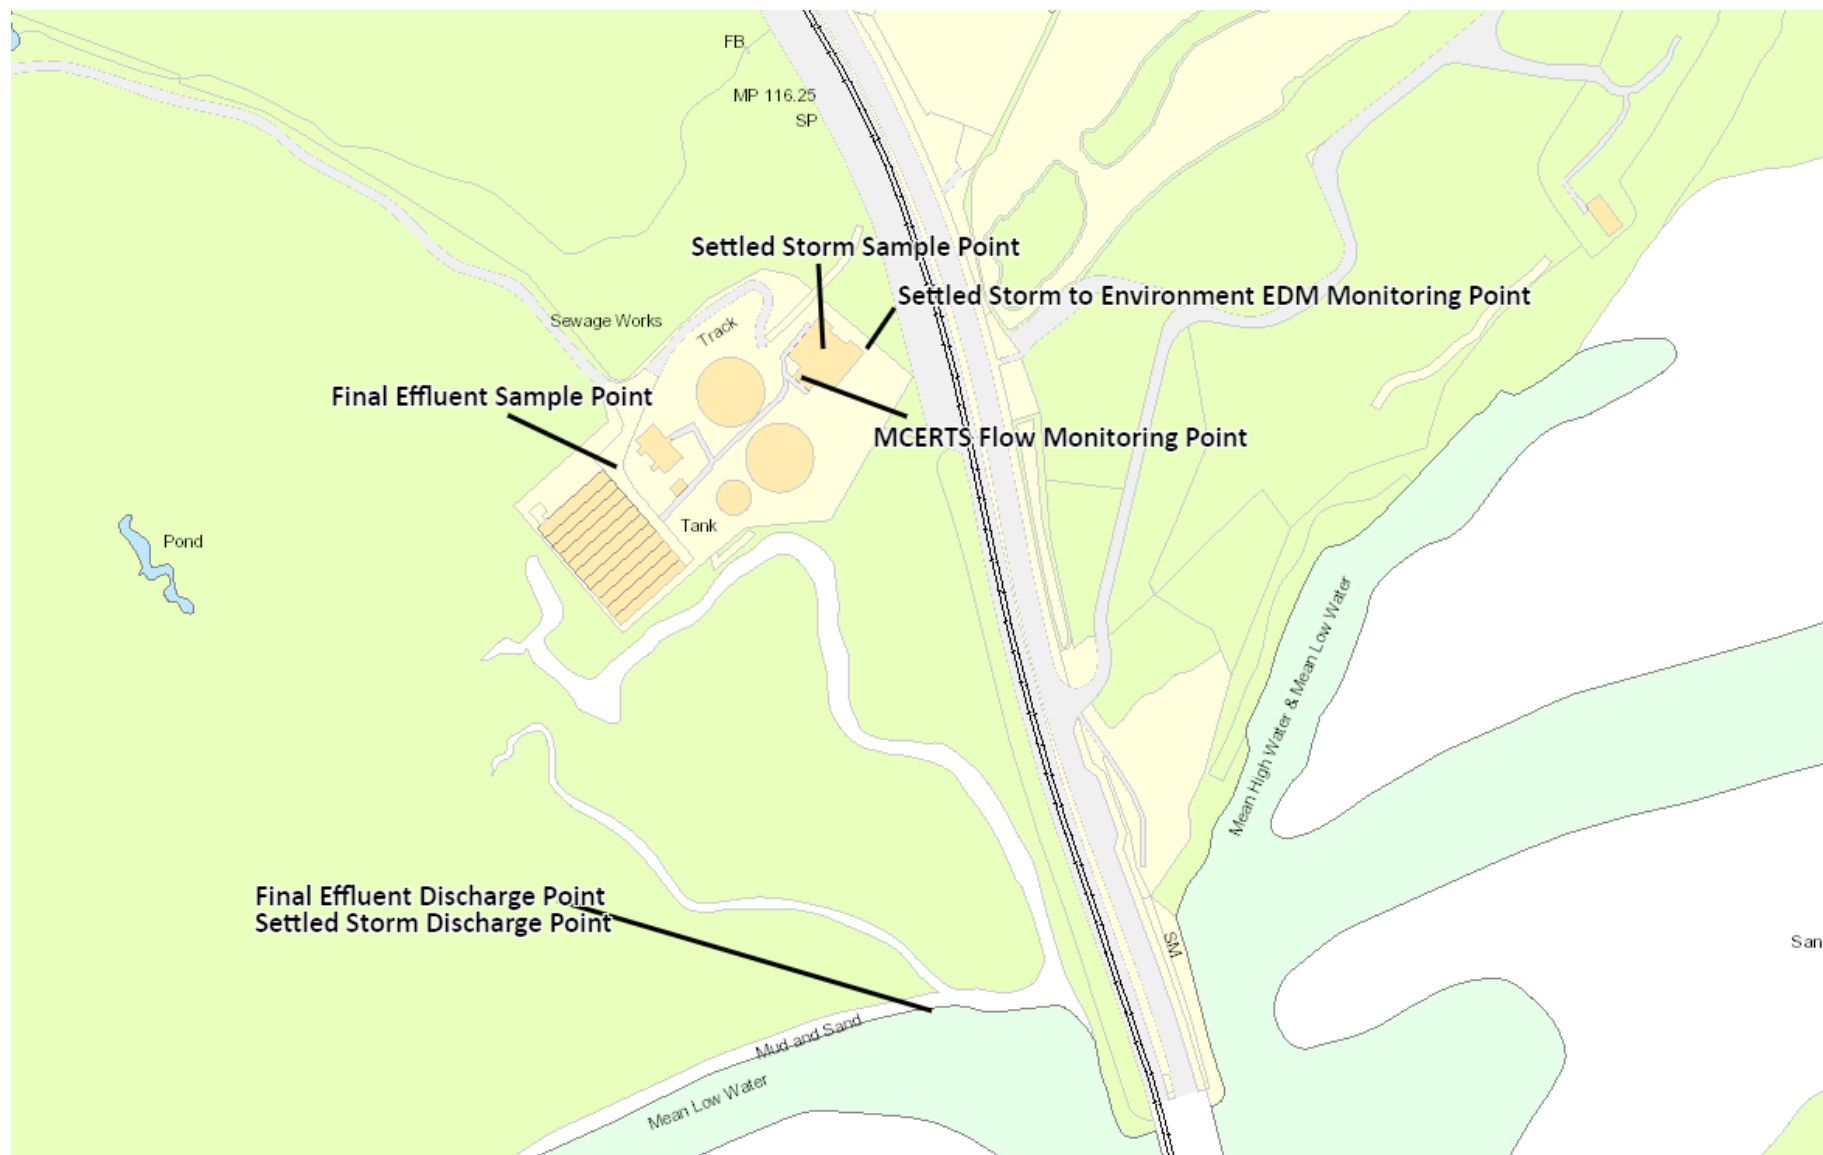 FB
MP 116.25
SP
Settled Storm Sample Point
Settled Storm to Environment EDM Monitoring Point
Sewage Works
Track
Final Effluent Sample Point
MCERTS Flow Monitoring Point
Tank
Pond
Mean High Water & Mean Low Water
Final Effluent Discharge Point
Settled Storm Discharge Point
SM
San
Mud and Sand
Mean Low Water